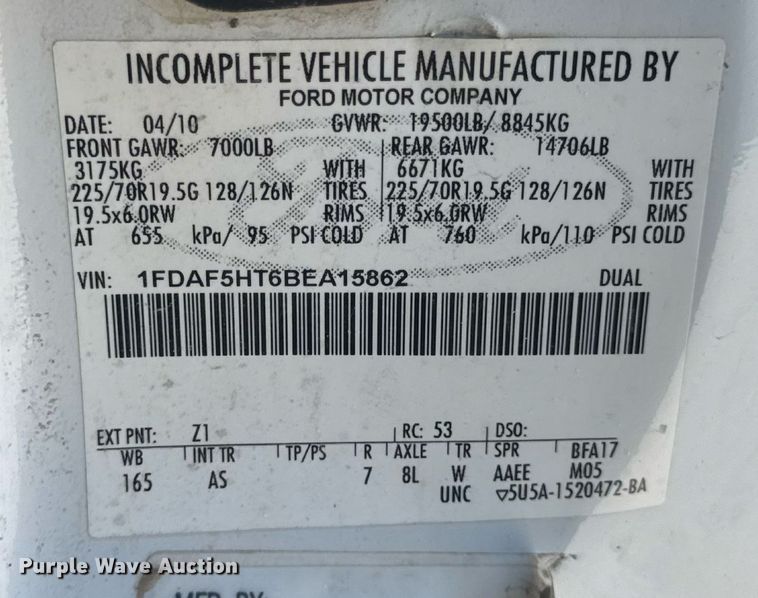 INCOMPLETE VEHICLE MANUFACTURED BY
FORD MOTOR COMPANY
DATE: 04/10 GVWR: 19500LB/ 8845KG
FRONT GAWR: 7000LB REAR GAWR: 14706LB
3175KG WITH 6671KG WITH
225/70R19.5G 128/126N TIRES 225/70R19.5G 128/126N TIRES
19.5x6.0RW RIMS 19.5x6.0RW RIMS
AT 655 kPa/ 95 PSI COLD AT 760 kPa/110 PSI COLD
VIN: 1FDAF5HT6BEA15862 DUAL
EXT PNT: Z1 RC: 53 DSO:
WB INT TR TP/PS R AXLE TR SPR BFA17
165 AS 7 8L W AAEE M05
UNC ▽5U5A-1520472-BA
Purple Wave Auction
MFD. BY: